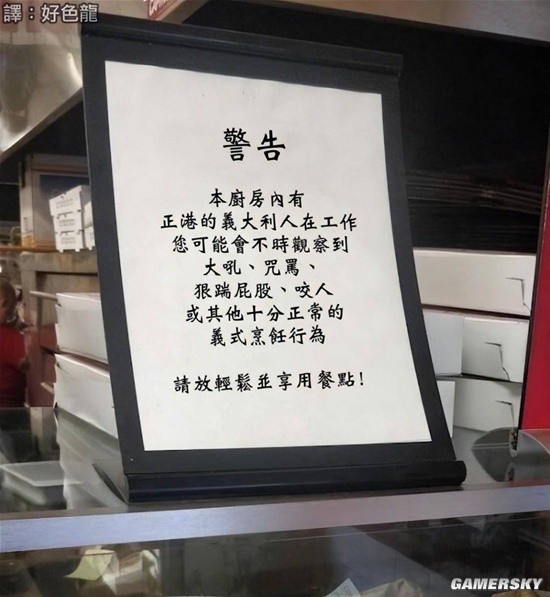 譯：好色龍
警告
本廚房內有
正港的義大利人在工作
您可能會不時觀察到
大吼、咒罵、
狠踹屁股、咬人
或其他十分正常的
義式烹飪行為
請放輕鬆並享用餐點!
GAMERSKY